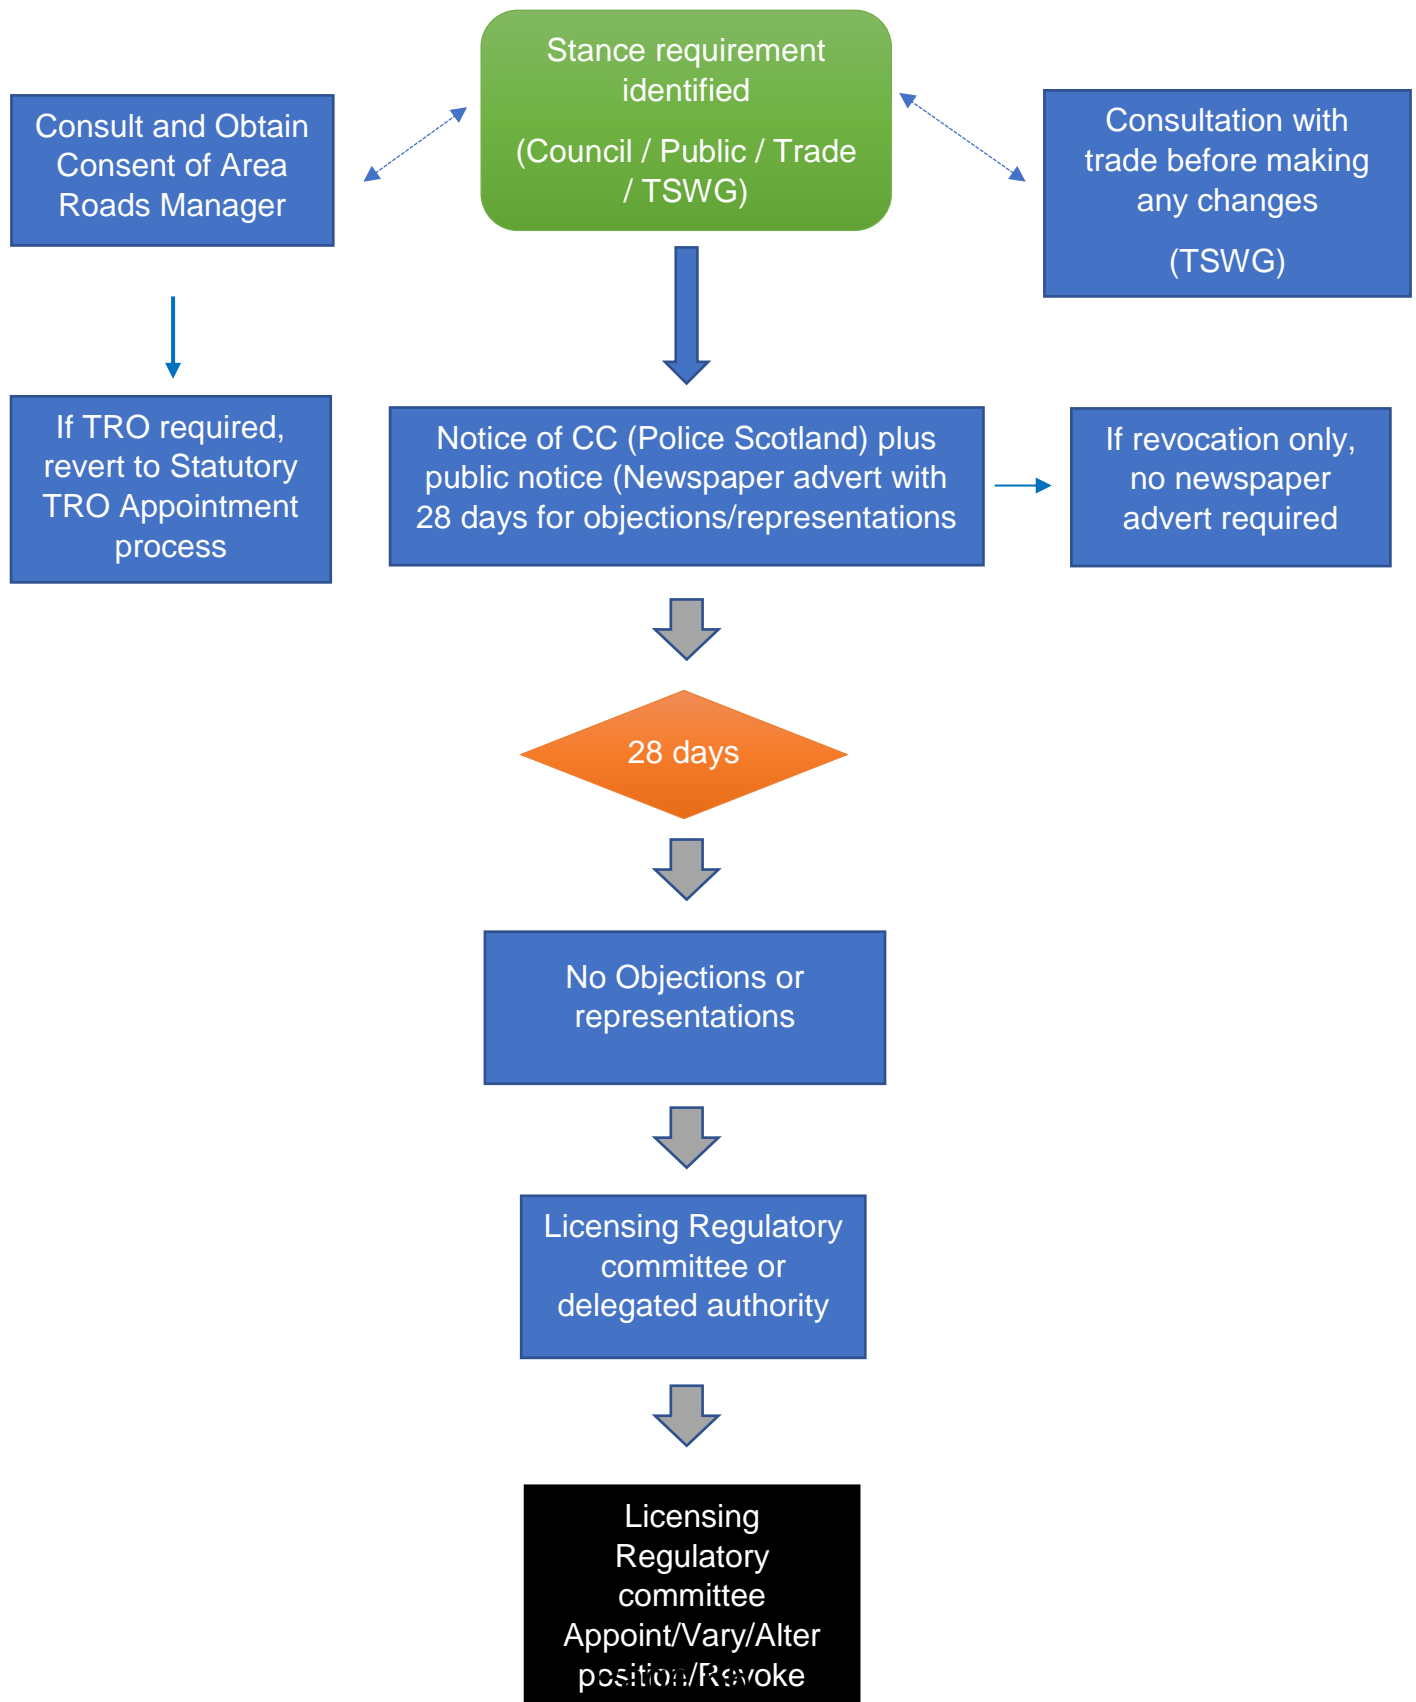 Stance requirement
identified
(Council / Public / Trade
/ TSWG)
Consult and Obtain
Consent of Area
Roads Manager
Consultation with
trade before making
any changes
(TSWG)
If TRO required,
revert to Statutory
TRO Appointment
process
Notice of CC (Police Scotland) plus
public notice (Newspaper advert with
28 days for objections/representations
If revocation only,
no newspaper
advert required
28 days
No Objections or
representations
Licensing Regulatory
committee or
delegated authority
Licensing
Regulatory
committee
Appoint/Vary/Alter
position/Revoke